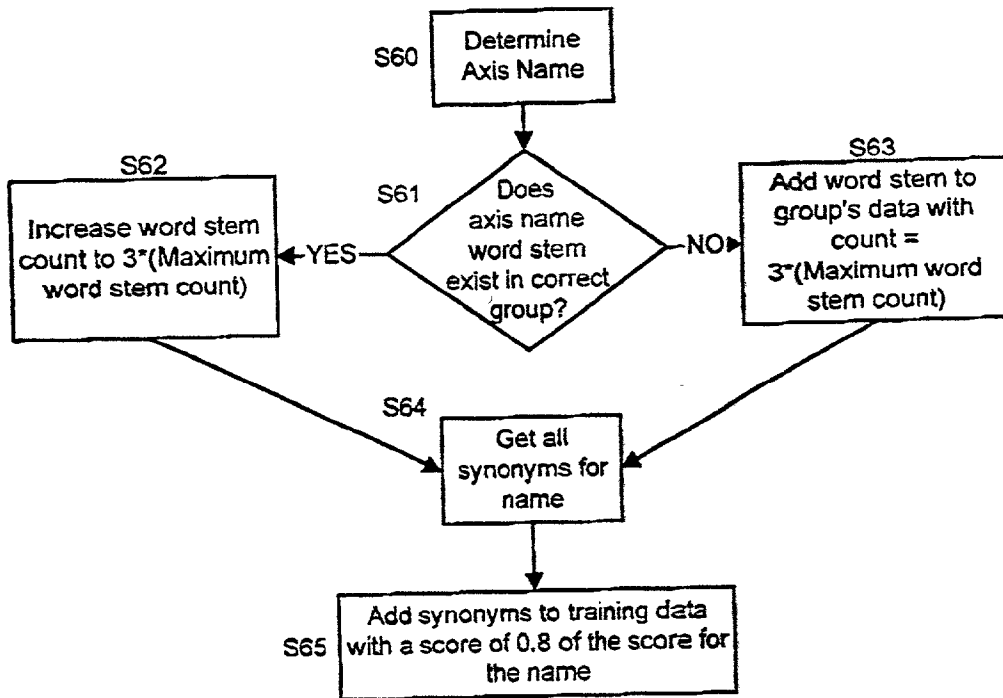 S60
Determine
Axis Name
S61
Does
axis name
word stem
exist in correct
group?
YES
NO
S62
Increase word stem
count to 3*(Maximum
word stem count)
S63
Add word stem to
group's data with
count =
3*(Maximum word
stem count)
S64
Get all
synonyms for
name
S65
Add synonyms to training data
with a score of 0.8 of the score for
the name